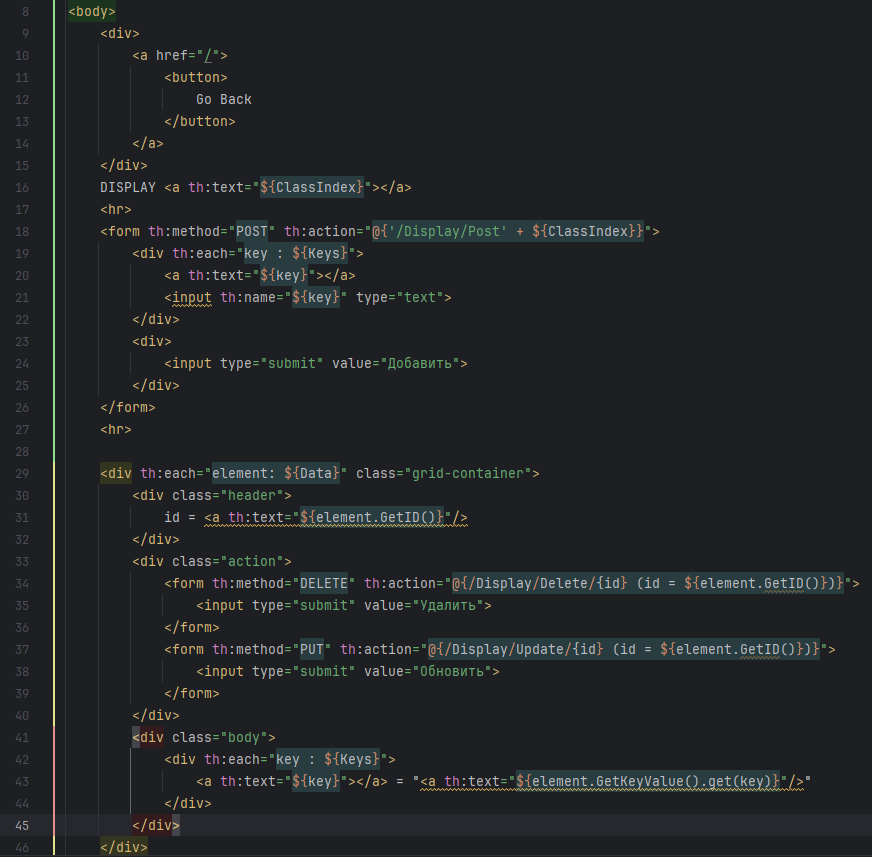 8 <body>
9 <div>
10 <a href="/">
11 <button>
12 Go Back
13 </button>
14 </a>
15 </div>
16 DISPLAY <a th:text="${ClassIndex}"></a>
17 <hr>
18 <form th:method="POST" th:action="@{'/Display/Post' + ${ClassIndex}}">
19 <div th:each="key : ${Keys}">
20 <a th:text="${key}"></a>
21 <input th:name="${key}" type="text">
22 </div>
23 <div>
24 <input type="submit" value="Добавить">
25 </div>
26 </form>
27 <hr>
28
29 <div th:each="element: ${Data}" class="grid-container">
30 <div class="header">
31 id = <a th:text="${element.GetID()}"/>
32 </div>
33 <div class="action">
34 <form th:method="DELETE" th:action="@{/Display/Delete/{id} (id = ${element.GetID()})}">
35 <input type="submit" value="Удалить">
36 </form>
37 <form th:method="PUT" th:action="@{/Display/Update/{id} (id = ${element.GetID()})}">
38 <input type="submit" value="Обновить">
39 </form>
40 </div>
41 <div class="body">
42 <div th:each="key : ${Keys}">
43 <a th:text="${key}"></a> = "<a th:text="${element.GetKeyValue().get(key)}"/>"
44 </div>
45 </div>
46 </div>